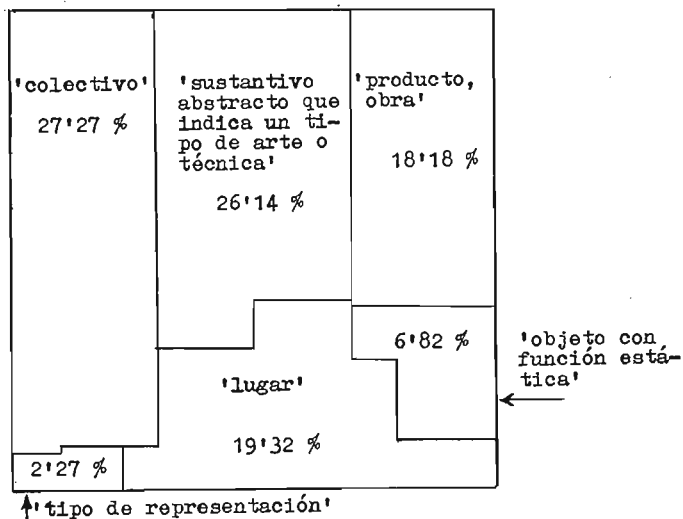 'colectivo'
27'27 %
'sustantivo
abstracto que
indica un ti-
po de arte o
técnica'
26'14 %
'producto,
obra'
18'18 %
6'82 %
'objeto con
función está-
tica'
'lugar'
19'32 %
2'27 %
'tipo de representación'